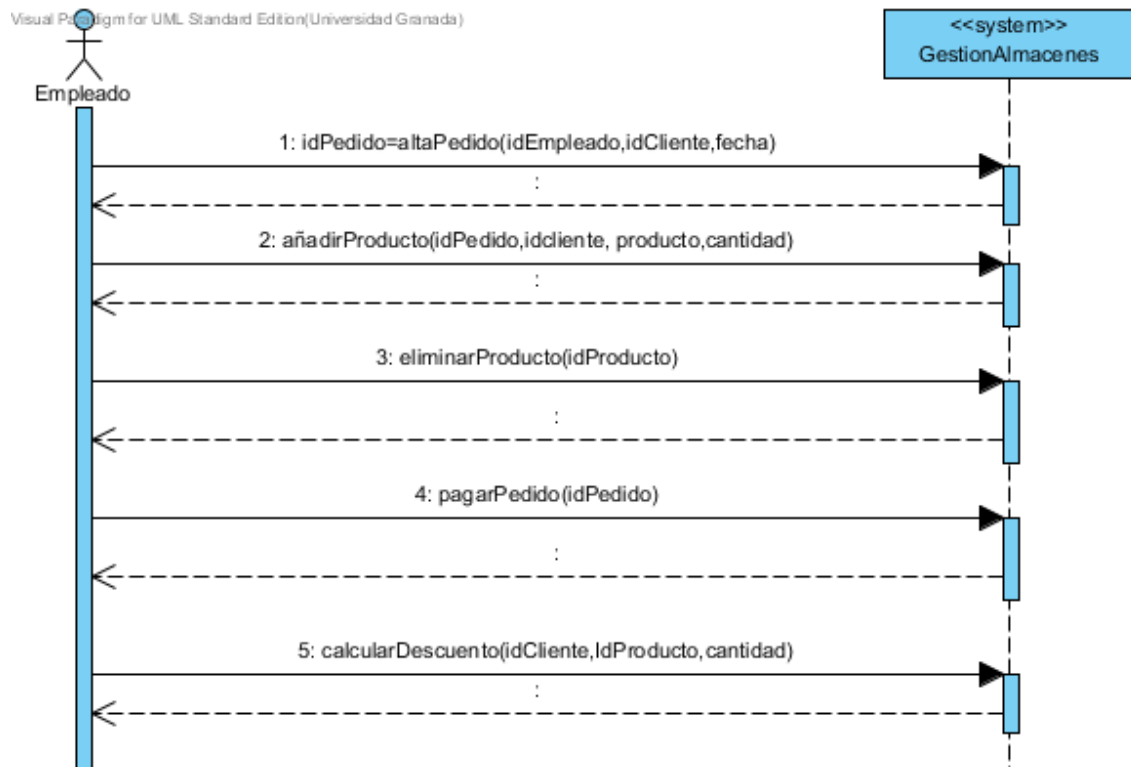 Visual Paradigm for UML Standard Edition(Universidad Granada)
<<system>>
GestionAlmacenes
Empleado
1: idPedido=altaPedido(idEmpleado,idCliente,fecha)
:
2: añadirProducto(idPedido,idcliente, producto,cantidad)
:
3: eliminarProducto(idProducto)
:
4: pagarPedido(idPedido)
:
5: calcularDescuento(idCliente,IdProducto,cantidad)
: